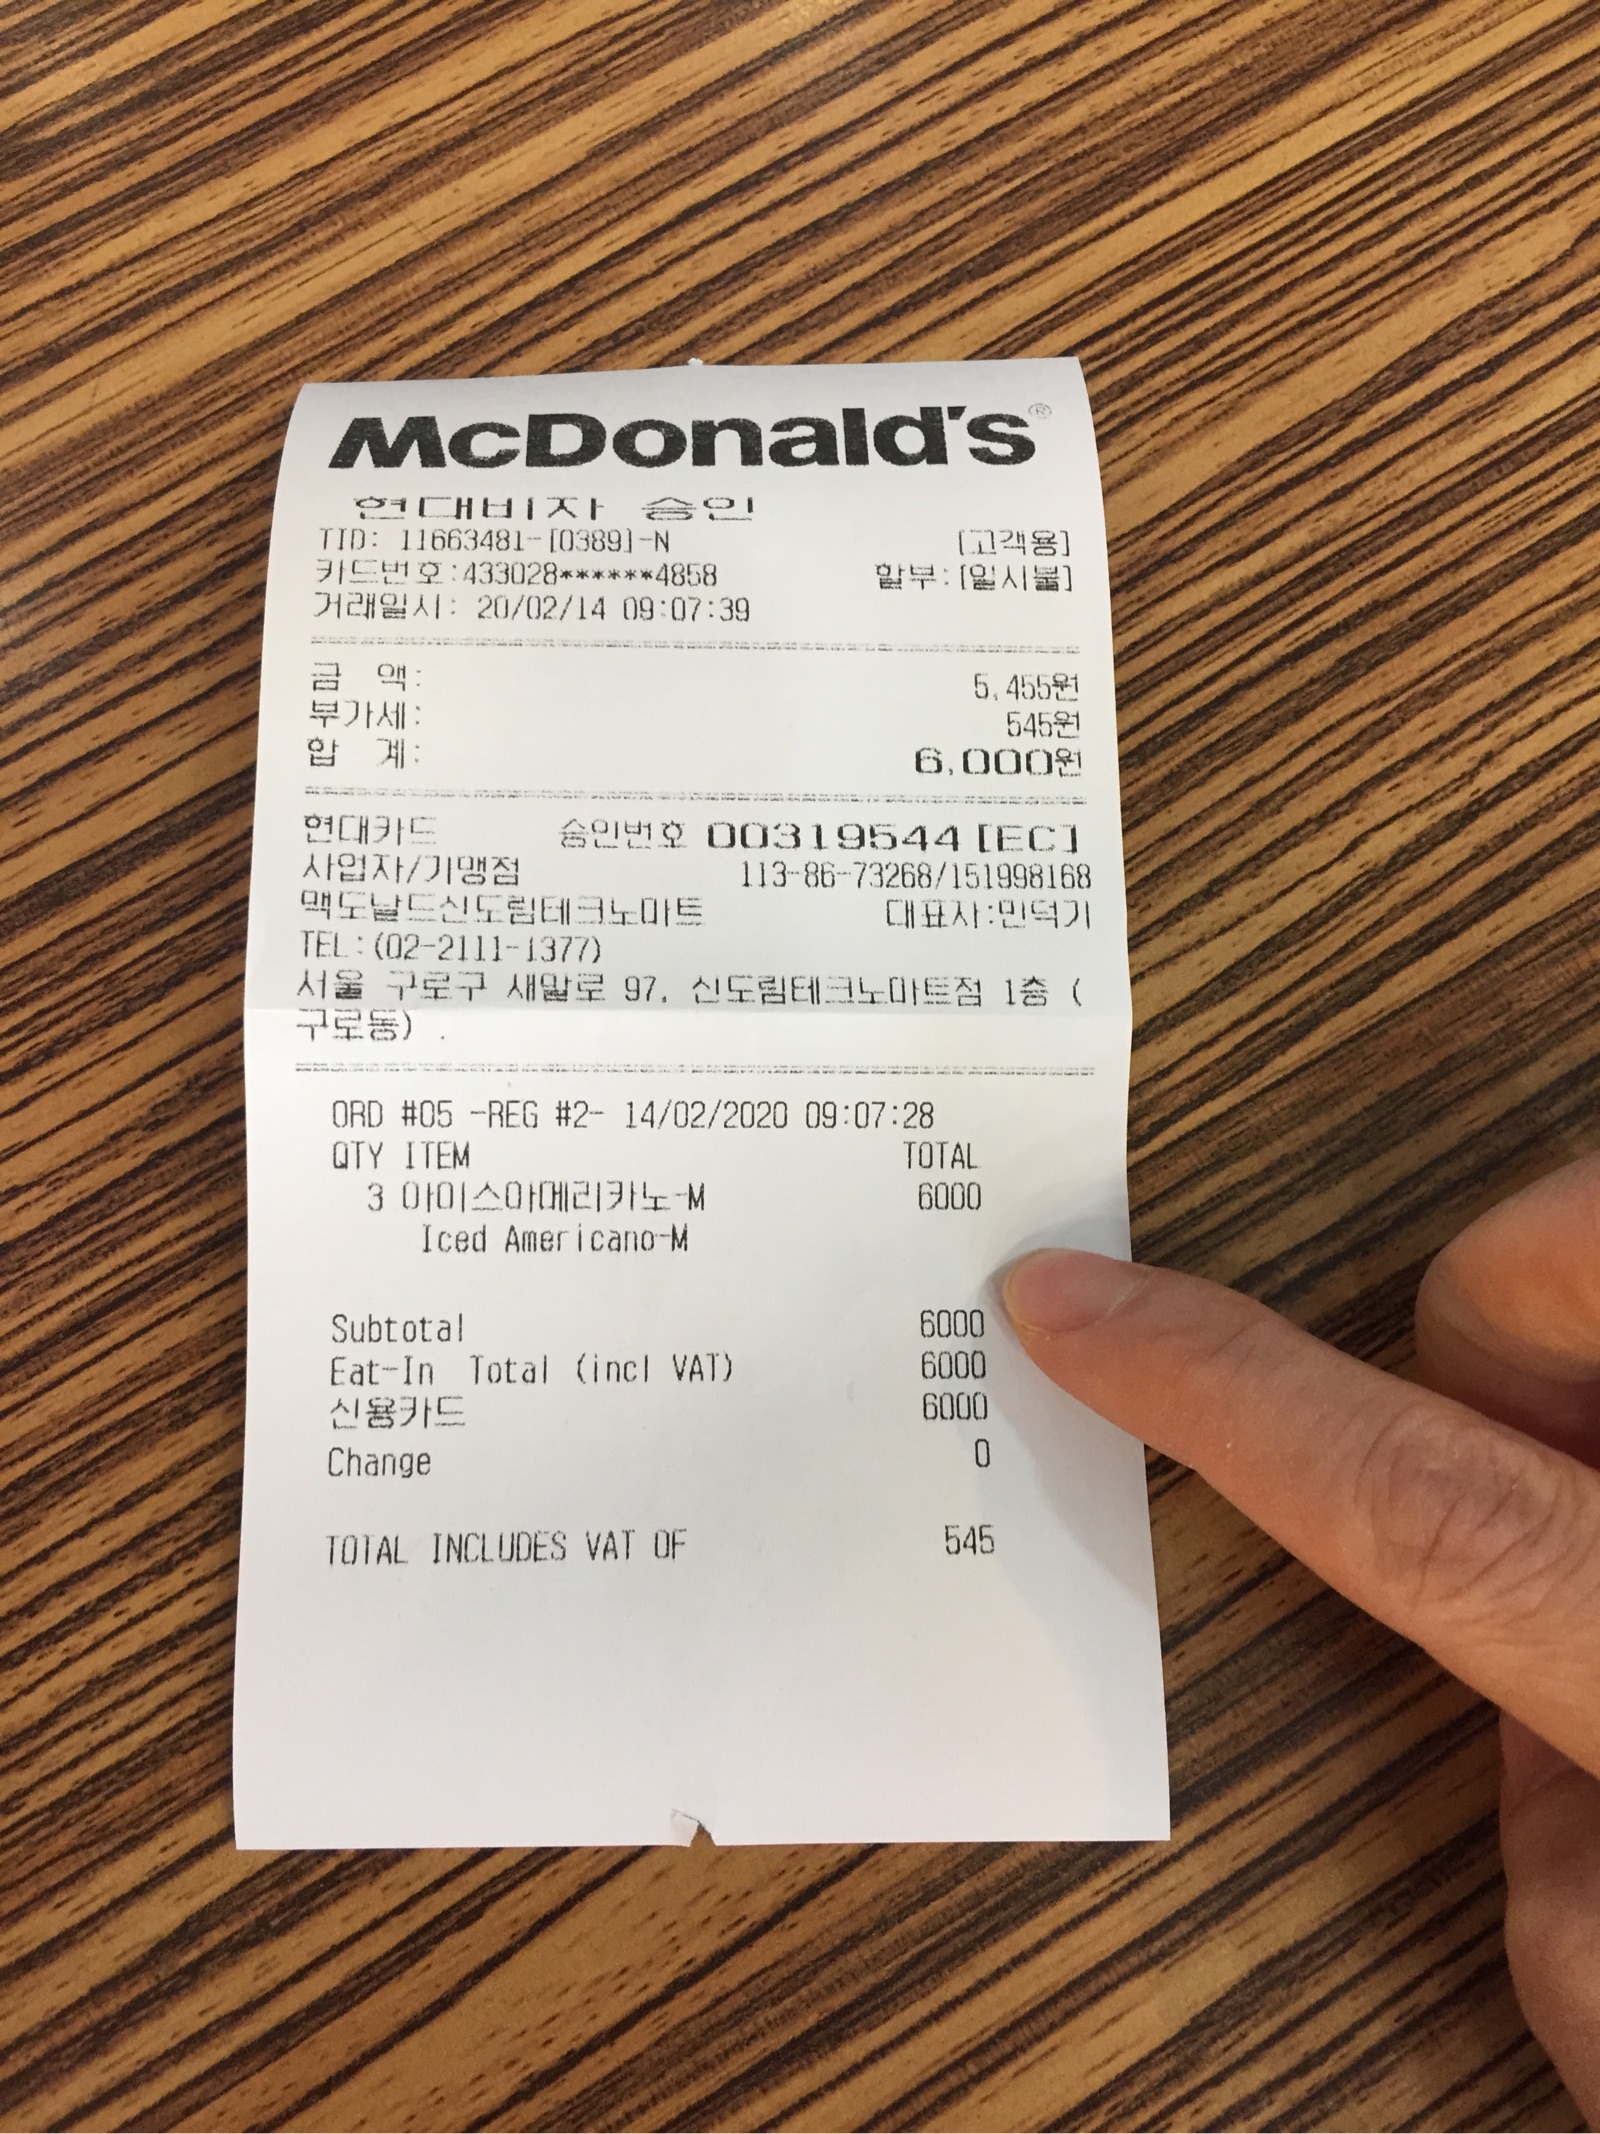 McDonald's®
현대비자 승인
TID: 11663481-[0389]-N [고객용]
카드번호:433028******4858 할부:[일시불]
거래일시: 20/02/14 09:07:39
금 액: 5,455원
부가세: 545원
합 계: 6,000원
현대카드 승인번호 00319544[EC]
사업자/가맹점 113-86-73268/151998168
맥도날드신도림테크노마트 대표자:민덕기
TEL:(02-2111-1377)
서울 구로구 새말로 97, 신도림테크노마트점 1층 (
구로동) .
ORD #05 -REG #2- 14/02/2020 09:07:28
QTY ITEM TOTAL
3 아이스아메리카노-M 6000
Iced Americano-M
Subtotal 6000
Eat-In Total (incl VAT) 6000
신용카드 6000
Change 0
TOTAL INCLUDES VAT OF 545